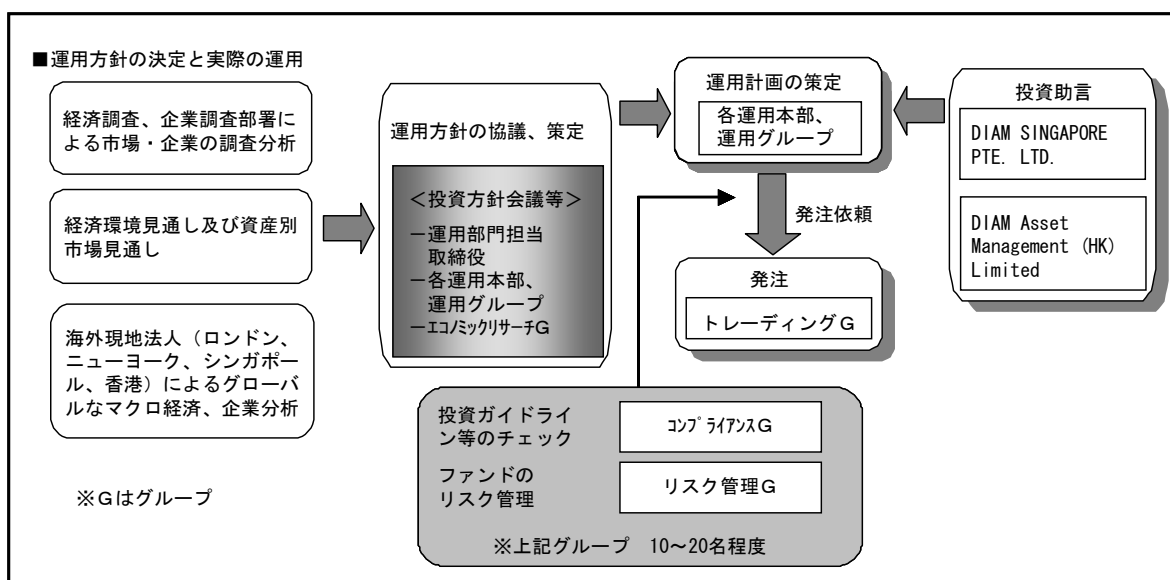 ■運用方針の決定と実際の運用
経済調査、企業調査部署に
よる市場・企業の調査分析
経済環境見通し及び資産別
市場見通し
海外現地法人(ロンドン、
ニューヨーク、シンガポー
ル、香港)によるグローバ
ルなマクロ経済、企業分析
※Gはグループ
運用方針の協議、策定
<投資方針会議等>
―運用部門担当
取締役
―各運用本部、
運用グループ
―エコノミックリサーチG
運用計画の策定
各運用本部、
運用グループ
発注依頼
発注
トレーディングG
投資助言
DIAM SINGAPORE
PTE. LTD.
DIAM Asset
Management (HK)
Limited
投資ガイドライ
ン等のチェック
コンプライアンスG
ファンドの
リスク管理
リスク管理G
※上記グループ 10~20名程度